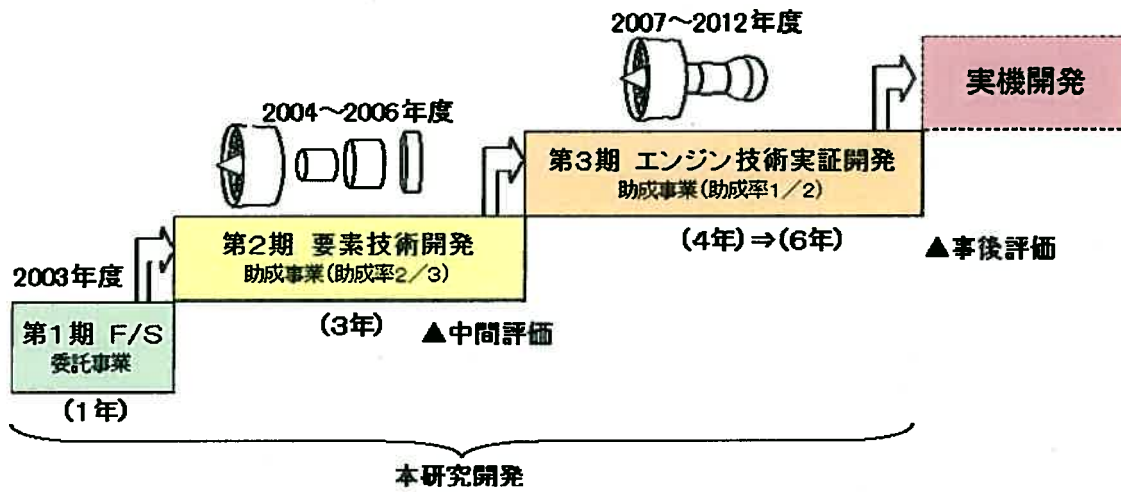 2003年度
第1期 F/S
委託事業
(1年)
2004～2006年度
第2期 要素技術開発
助成事業(助成率2／3)
(3年)
▲中間評価
2007～2012年度
第3期 エンジン技術実証開発
助成事業(助成率1／2)
(4年)⇒(6年)
▲事後評価
実機開発
本研究開発